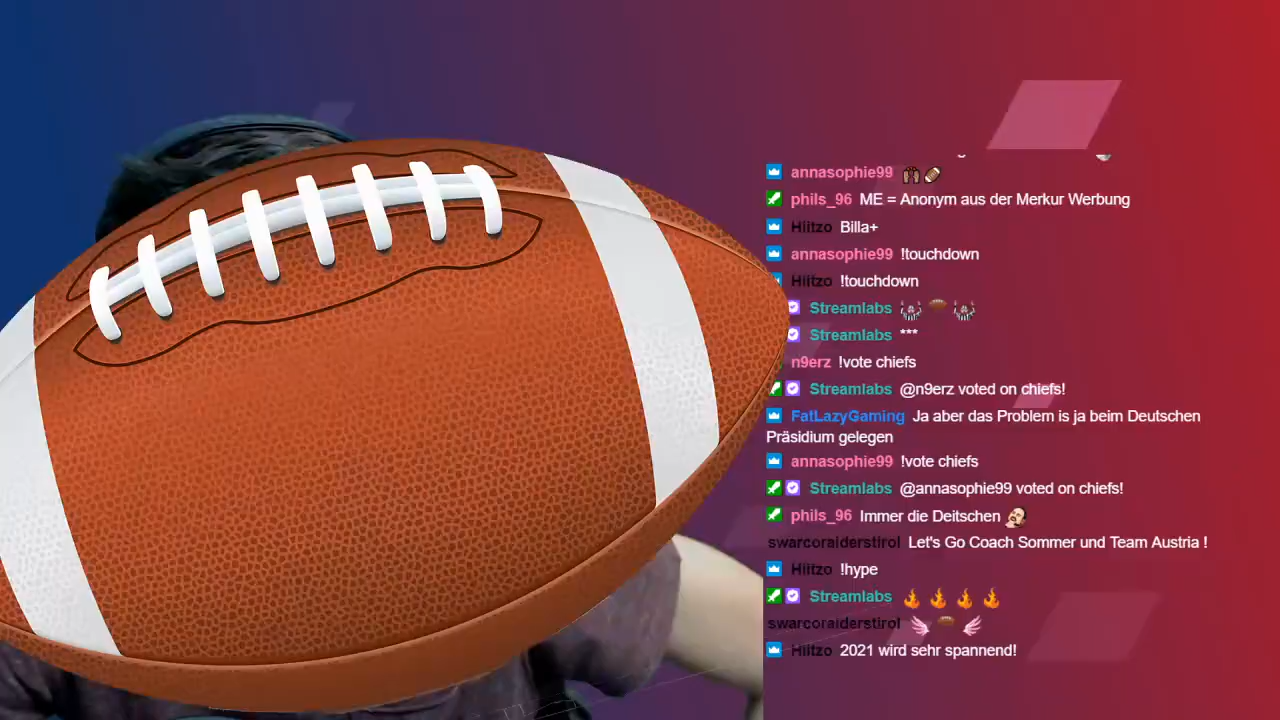 annasophie99
phils_96 ME = Anonym aus der Merkur Werbung
Hiitzo Billa+
annasophie99 !touchdown
Hiitzo !touchdown
Streamlabs
Streamlabs ***
n9erz !vote chiefs
Streamlabs @n9erz voted on chiefs!
FatLazyGaming Ja aber das Problem is ja beim Deutschen
Präsidium gelegen
annasophie99 !vote chiefs
Streamlabs @annasophie99 voted on chiefs!
phils_96 Immer die Deitschen
swarcoraiderstirol Let's Go Coach Sommer und Team Austria !
Hiitzo !hype
Streamlabs
swarcoraiderstirol
Hiitzo 2021 wird sehr spannend!